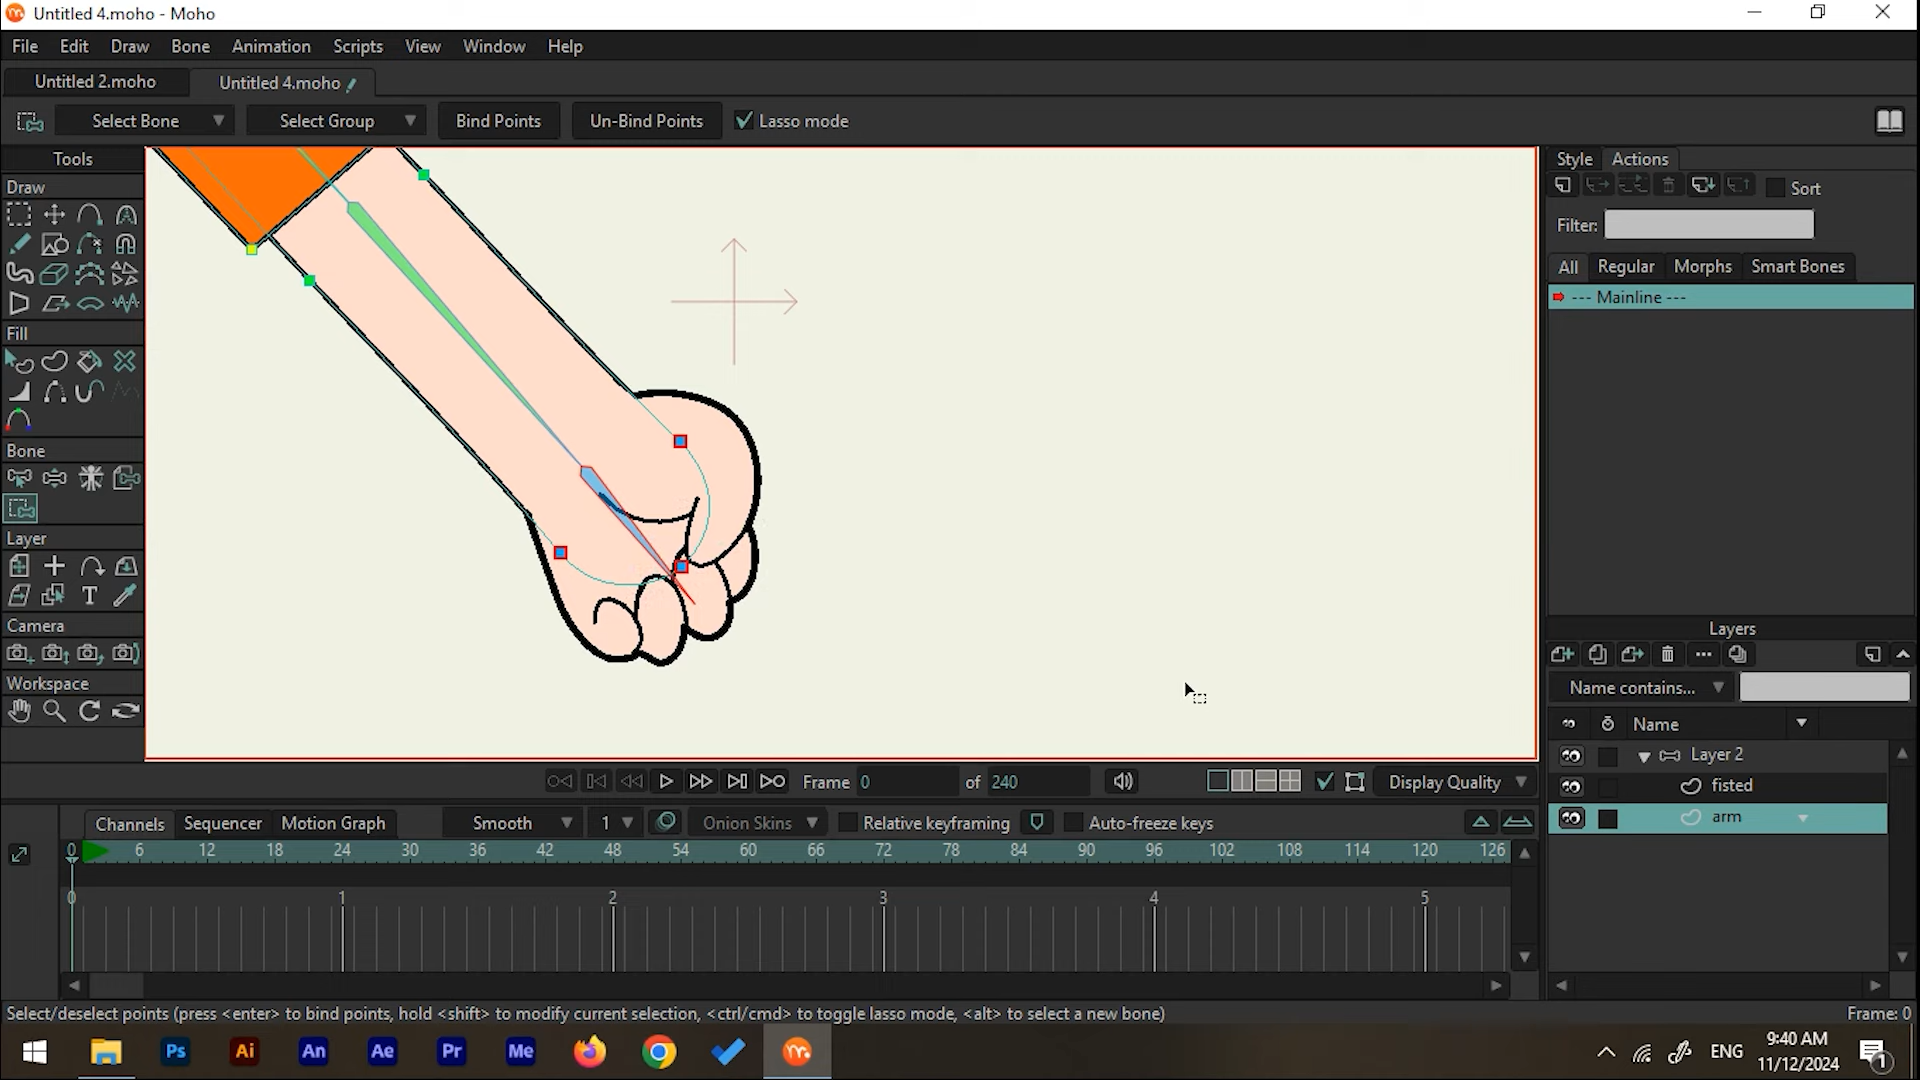 Untitled 4.moho - Moho
File Edit Draw Bone Animation Scripts View Window Help
Untitled 2.moho Untitled 4.moho
Select Bone Select Group Bind Points Un-Bind Points Lasso mode
Tools
Draw
Fill
Bone
Layer
T
Camera
Workspace
Style Actions
Sort
Filter:
All Regular Morphs Smart Bones
--- Mainline ---
Layers
Name contains...
Name
Layer 2
fisted
arm
Frame 0 of 240 Display Quality
Channels Sequencer Motion Graph Smooth 1 Onion Skins Relative keyframing Auto-freeze keys
0 6 12 18 24 30 36 42 48 54 60 66 72 78 84 90 96 102 108 114 120 126
0 1 2 3 4 5
Select/deselect points (press <enter> to bind points, hold <shift> to modify current selection, <ctrl/cmd> to toggle lasso mode, <alt> to select a new bone) Frame: 0
Ps Ai An Ae Pr Me ENG 9:40 AM
11/12/2024 1